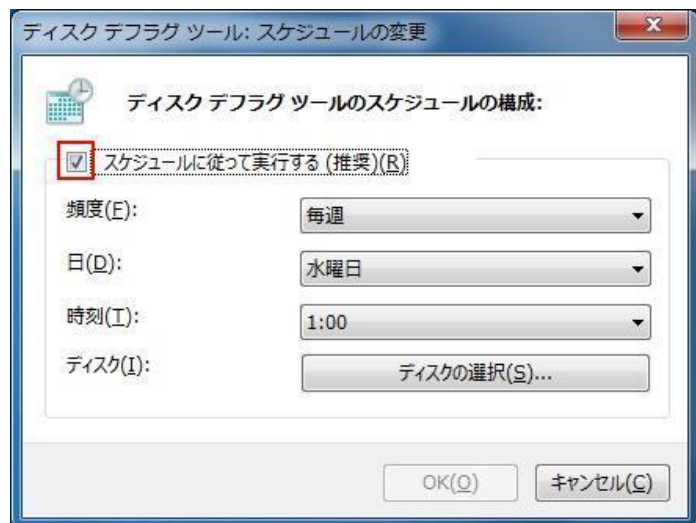 ディスク デフラグ ツール: スケジュールの変更
ディスク デフラグ ツールのスケジュールの構成:
スケジュールに従って実行する (推奨)(R)
頻度(F): 毎週
日(D): 水曜日
時刻(T): 1:00
ディスク(I): ディスクの選択(S)...
OK(O) キャンセル(C)